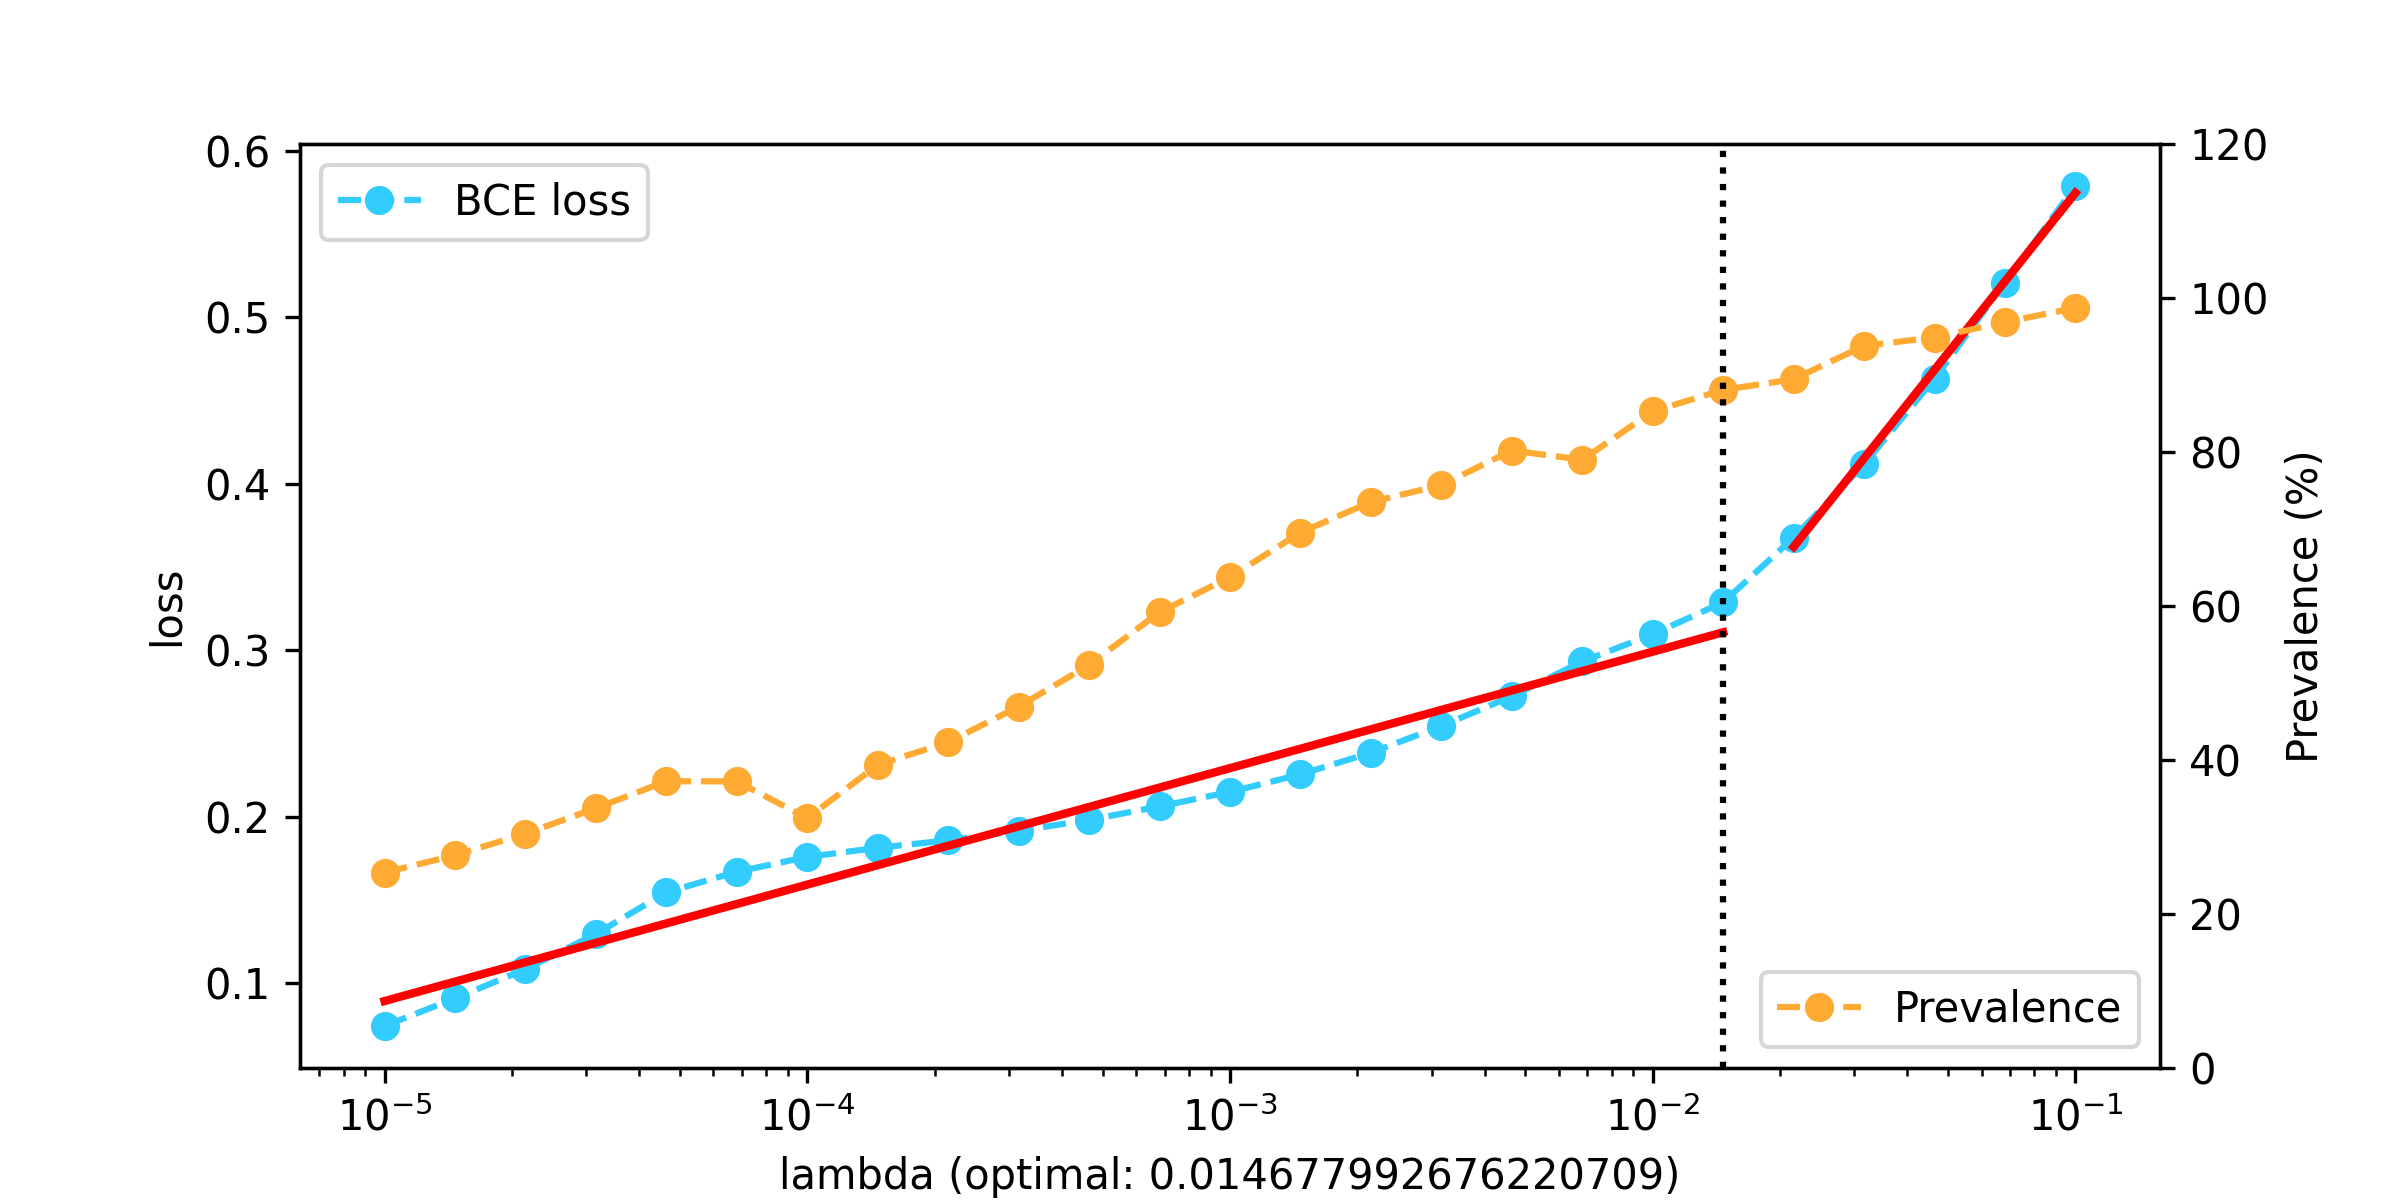 0.6
0.5
0.4
0.3
0.2
0.1
loss
BCE loss
120
100
80
60
40
20
0
Prevalence (%)
Prevalence
10⁻⁵ 10⁻⁴ 10⁻³ 10⁻² 10⁻¹
lambda (optimal: 0.014677992676220709)